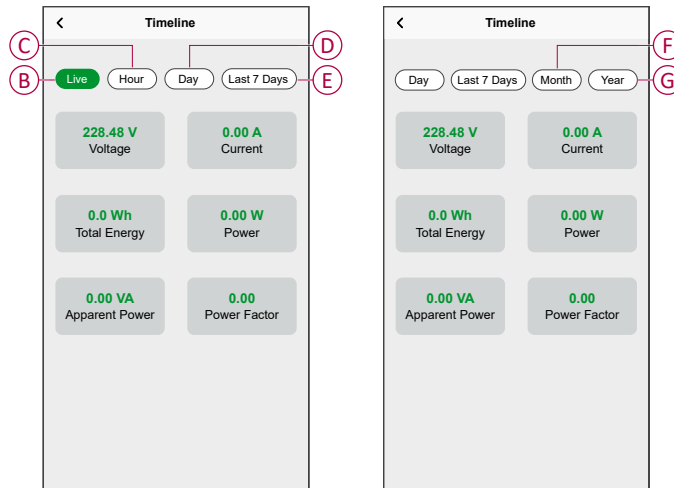 Timeline
C
D
B
Live
Hour
Day
Last 7 Days
E
228.48 V
Voltage
0.00 A
Current
0.0 Wh
Total Energy
0.00 W
Power
0.00 VA
Apparent Power
0.00
Power Factor
Timeline
F
Day
Last 7 Days
Month
Year
G
228.48 V
Voltage
0.00 A
Current
0.0 Wh
Total Energy
0.00 W
Power
0.00 VA
Apparent Power
0.00
Power Factor